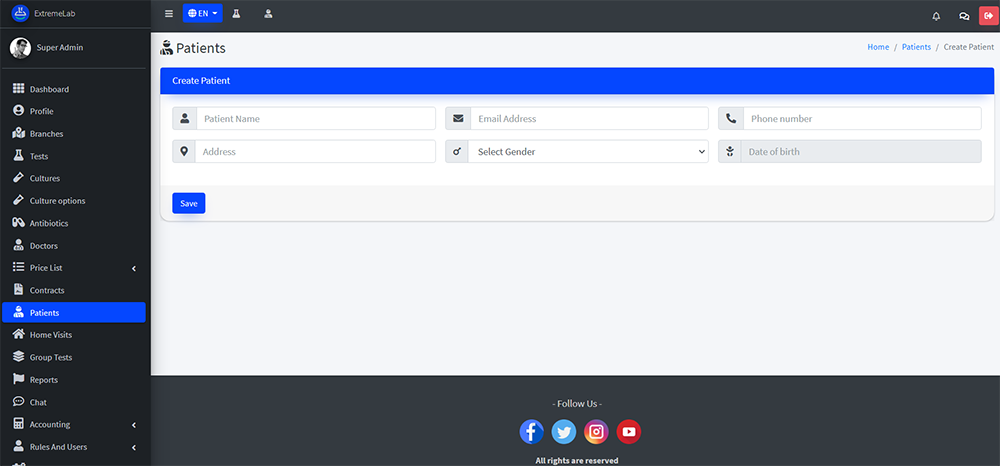 ExtremeLab
EN
Super Admin
Patients
Home / Patients / Create Patient
Create Patient
Patient Name
Email Address
Phone number
Address
Select Gender
Date of birth
Save
Dashboard
Profile
Branches
Tests
Cultures
Culture options
Antibiotics
Doctors
Price List
Contracts
Patients
Home Visits
Group Tests
Reports
Chat
Accounting
Rules And Users
- Follow Us -
All rights are reserved